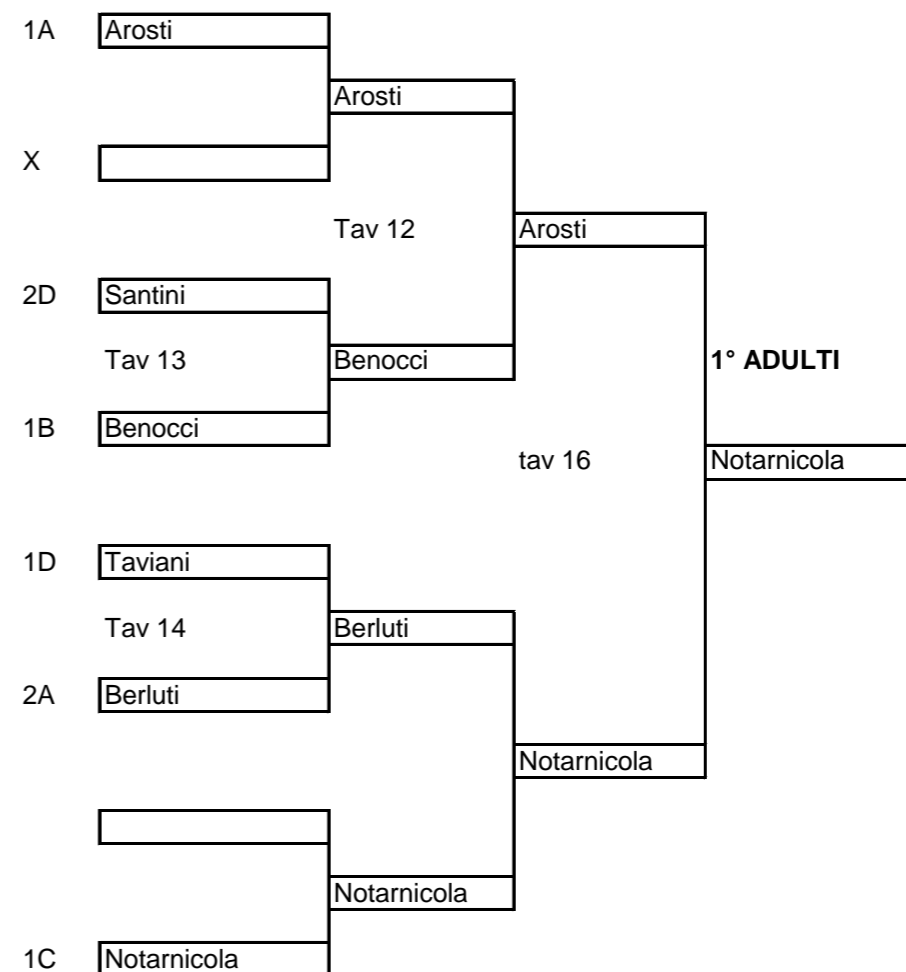 1A Arosti
Arosti
X
Tav 12 Arosti
2D Santini
Tav 13 Benocci 1° ADULTI
1B Benocci
tav 16 Notarnicola
1D Taviani
Tav 14 Berluti
2A Berluti
Notarnicola
Notarnicola
1C Notarnicola